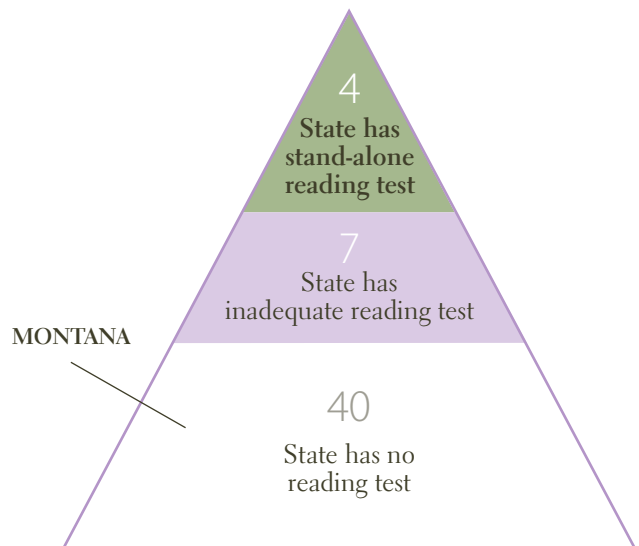 4
State has
stand-alone
reading test
7
State has
inadequate reading test
MONTANA
40
State has no
reading test